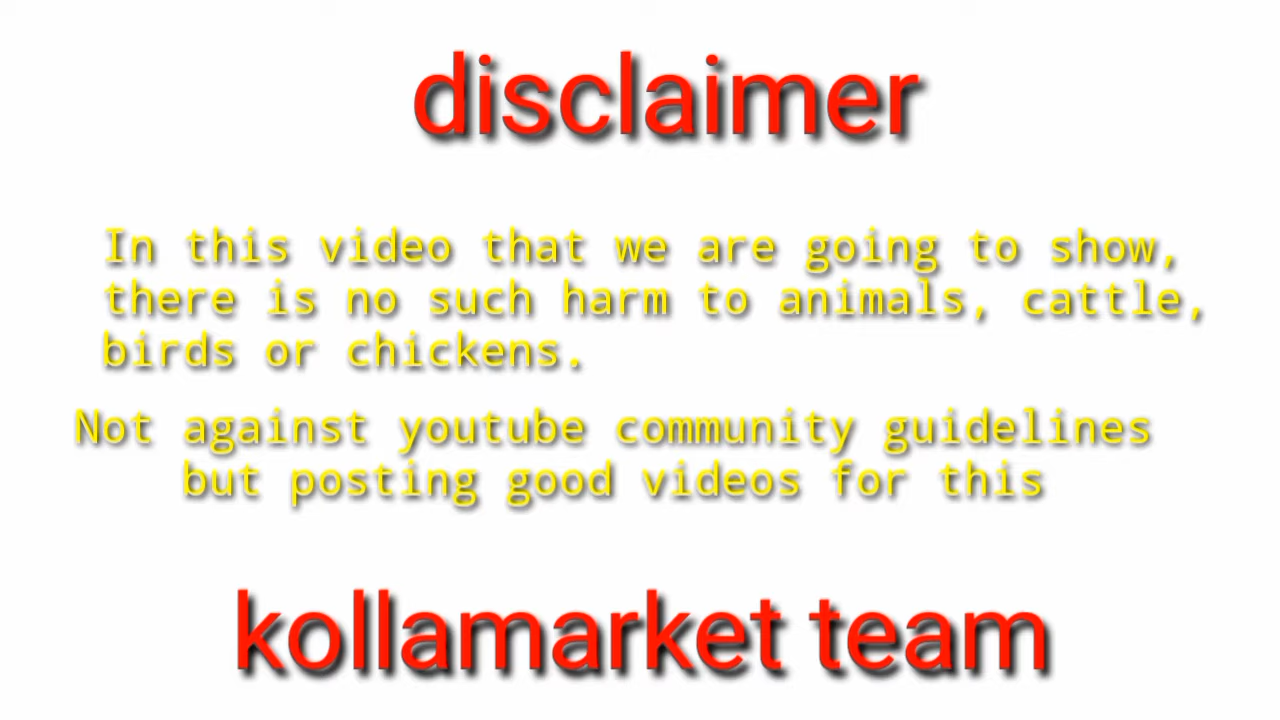 disclaimer
In this video that we are going to show,
there is no such harm to animals, cattle,
birds or chickens.
Not against youtube community guidelines
but posting good videos for this
kollamarket team